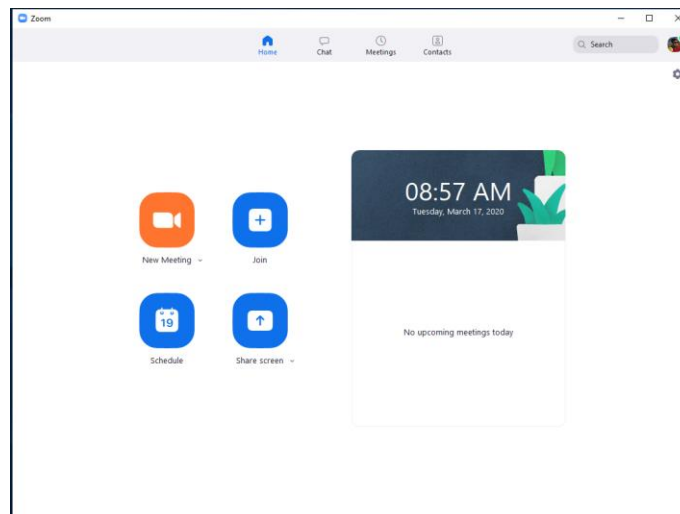 Zoom
Home
Chat
Meetings
Contacts
Search
New Meeting
Join
19
Schedule
Share screen
08:57 AM
Tuesday, March 17, 2020
No upcoming meetings today